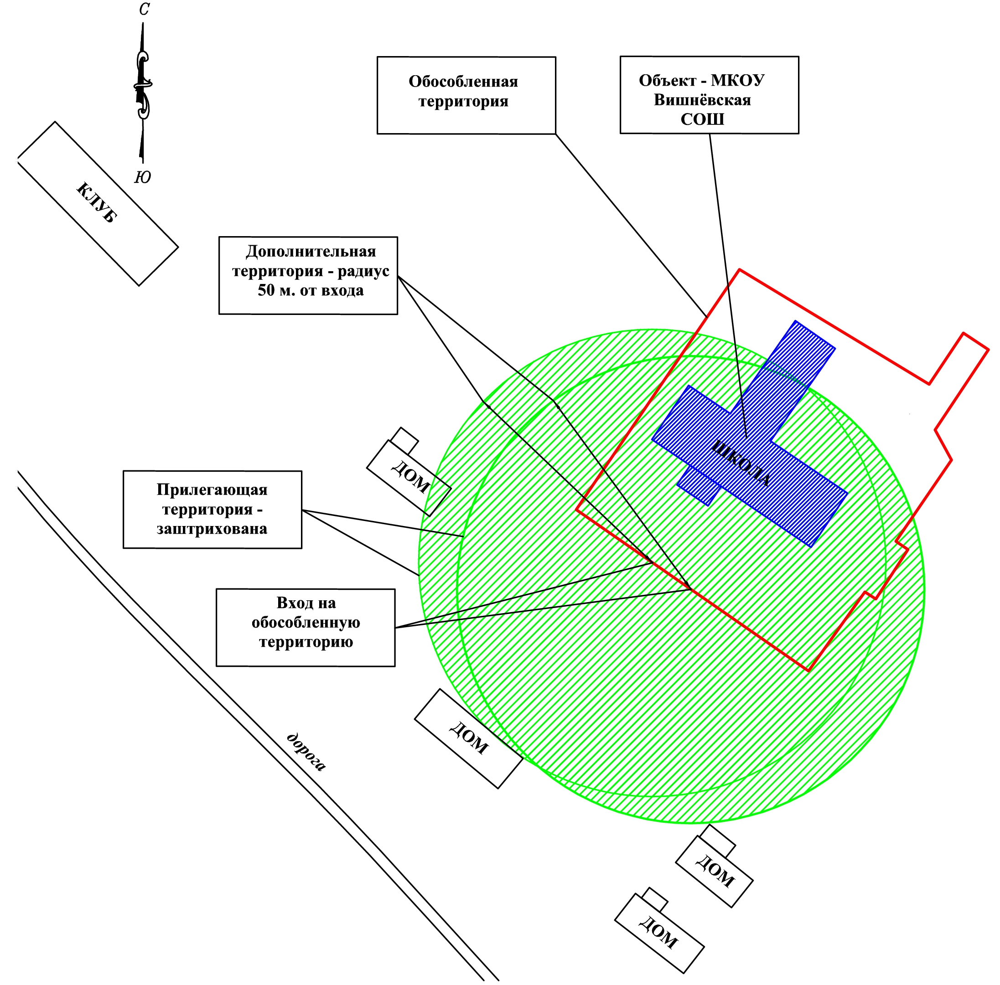 С
Ю
КЛУБ
Обособленная
территория
Объект - МКОУ
Вишнёвская
СОШ
Дополнительная
территория - радиус
50 м. от входа
ШКОЛА
ДОМ
Прилегающая
территория -
заштрихована
Вход на
обособленную
территорию
ДОМ
дорога
ДОМ
ДОМ